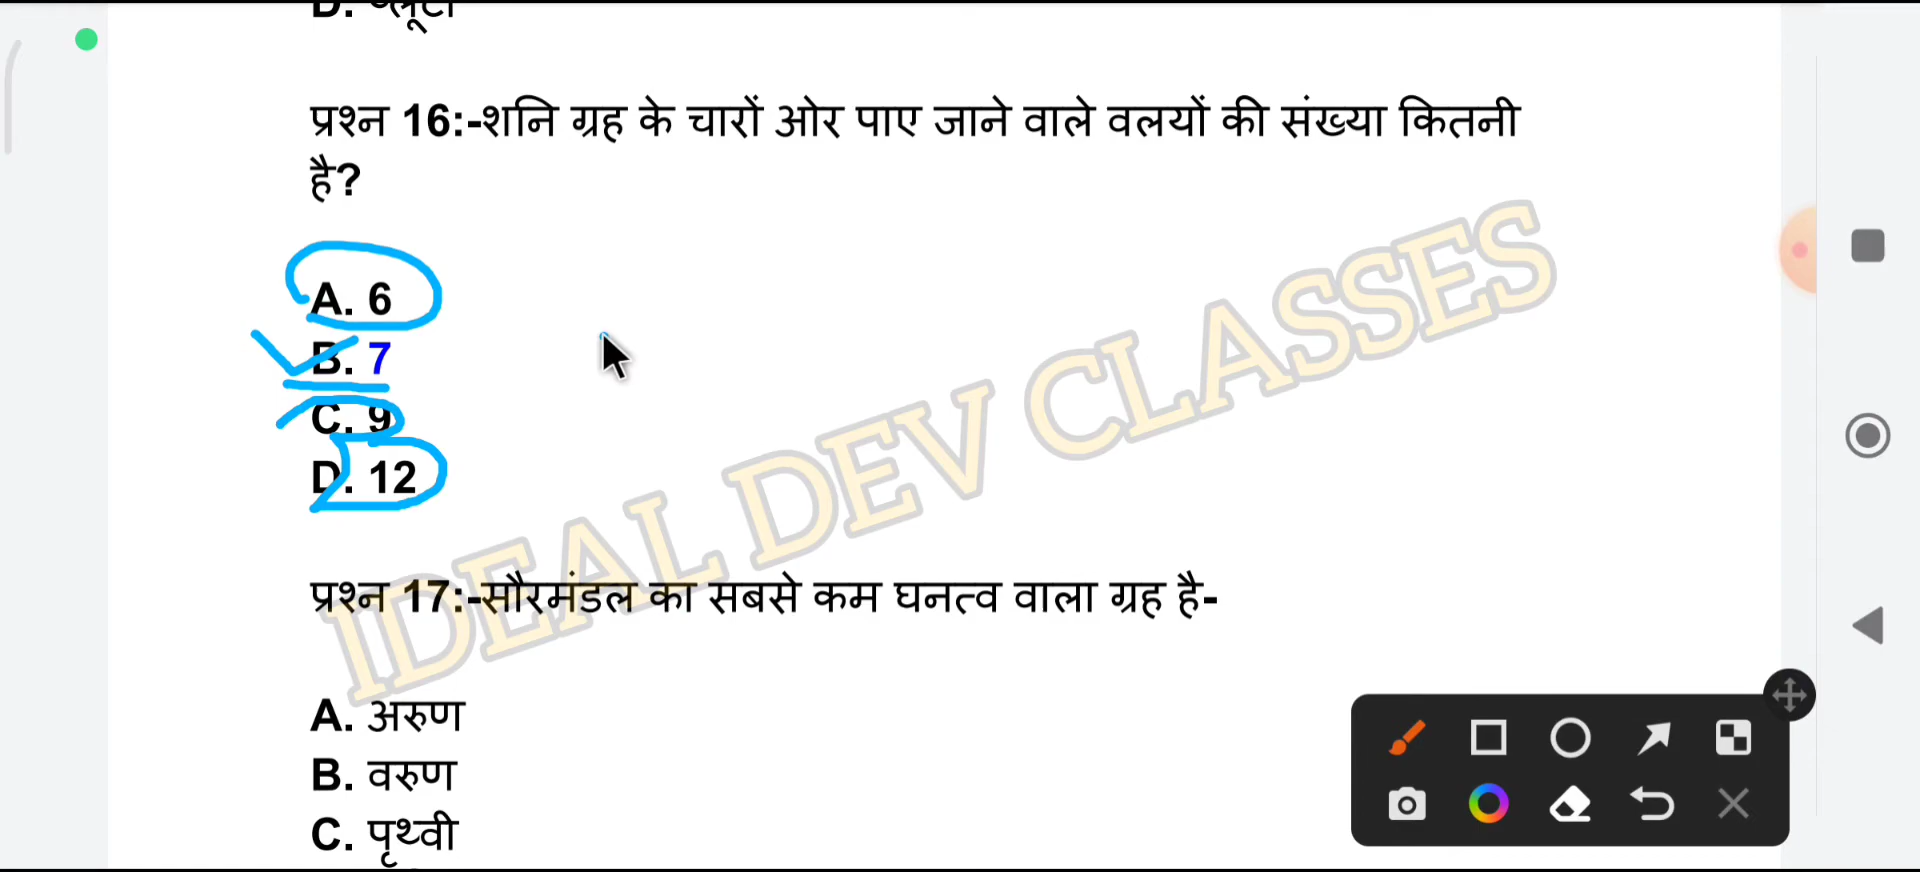 D. प्लूटो
प्रश्न 16:-शनि ग्रह के चारों ओर पाए जाने वाले वलयों की संख्या कितनी
है?
A. 6
B. 7
C. 9
D. 12
IDEAL DEV CLASSES
प्रश्न 17:-सौरमंडल का सबसे कम घनत्व वाला ग्रह है-
A. अरुण
B. वरुण
C. पृथ्वी